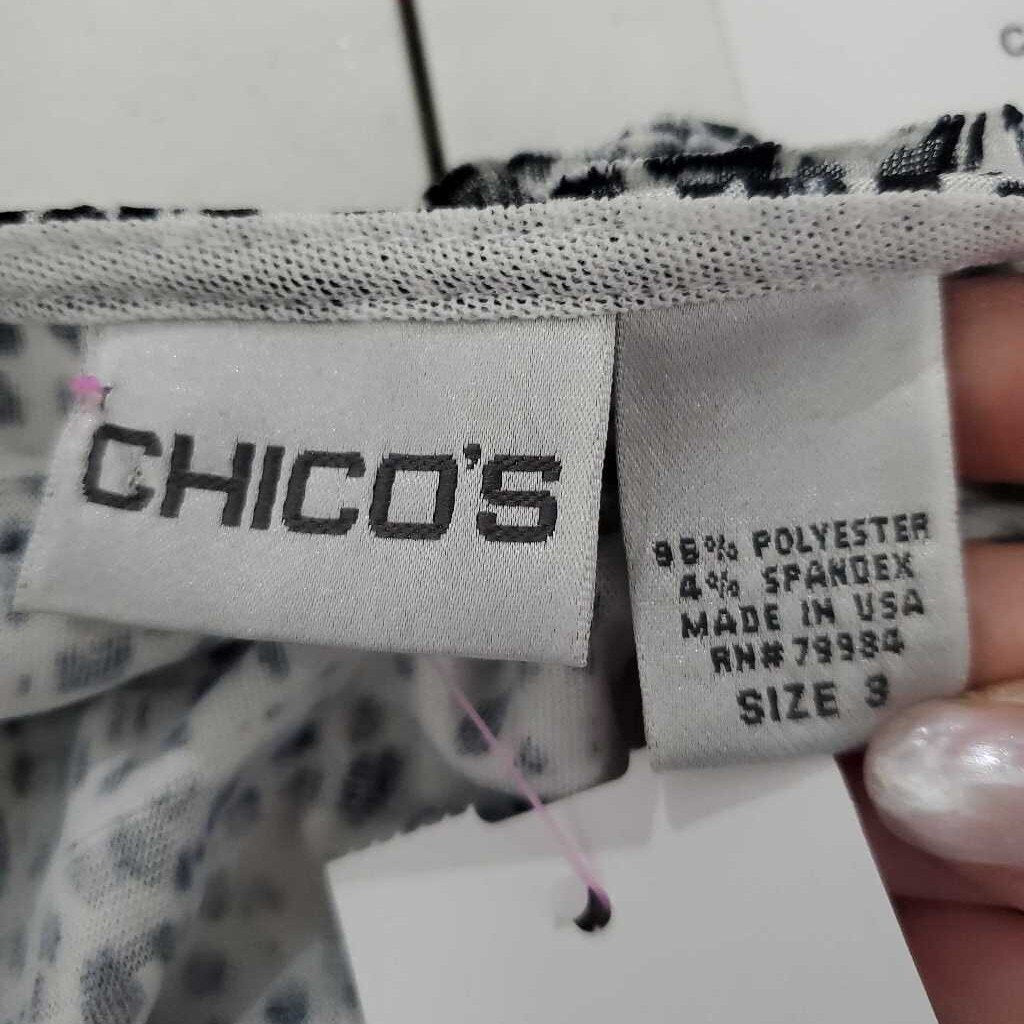 C
CHICO'S
96% POLYESTER
4% SPANDEX
MADE IN USA
RN# 79984
SIZE 3